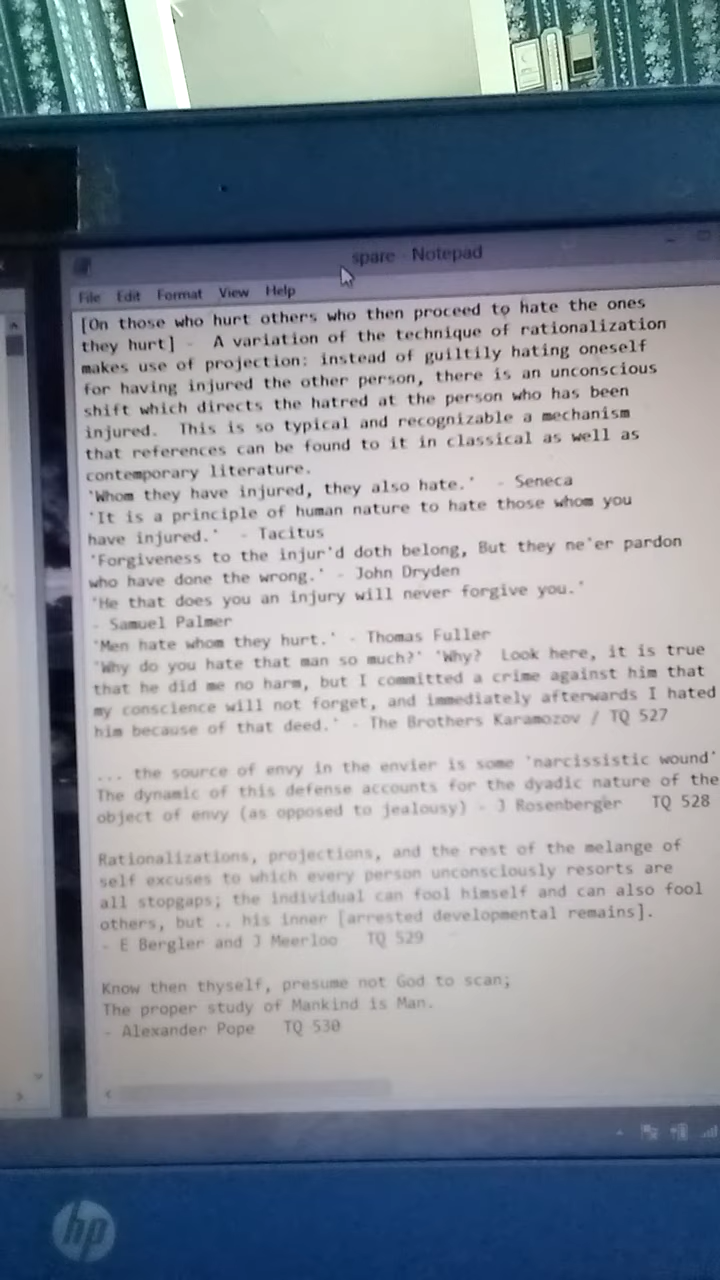 spare - Notepad
File Edit Format View Help
[On those who hurt others who then proceed to hate the ones
they hurt] - A variation of the technique of rationalization
makes use of projection: instead of guiltily hating oneself
for having injured the other person, there is an unconscious
shift which directs the hatred at the person who has been
injured. This is so typical and recognizable a mechanism
that references can be found to it in classical as well as
contemporary literature.
'Whom they have injured, they also hate.' - Seneca
'It is a principle of human nature to hate those whom you
have injured.' - Tacitus
'Forgiveness to the injur'd doth belong, But they ne'er pardon
who have done the wrong.' - John Dryden
'He that does you an injury will never forgive you.'
- Samuel Palmer
'Men hate whom they hurt.' - Thomas Fuller
'Why do you hate that man so much?' 'Why? Look here, it is true
that he did me no harm, but I committed a crime against him that
my conscience will not forget, and immediately afterwards I hated
him because of that deed.' - The Brothers Karamozov / TQ 527
... the source of envy in the envier is some 'narcissistic wound'
The dynamic of this defense accounts for the dyadic nature of the
object of envy (as opposed to jealousy) - J Rosenberger TQ 528
Rationalizations, projections, and the rest of the melange of
self excuses to which every person unconsciously resorts are
all stopgaps; the individual can fool himself and can also fool
others, but .. his inner [arrested developmental remains].
- E Bergler and J Meerloo TQ 529
Know then thyself, presume not God to scan;
The proper study of Mankind is Man.
- Alexander Pope TQ 530
hp